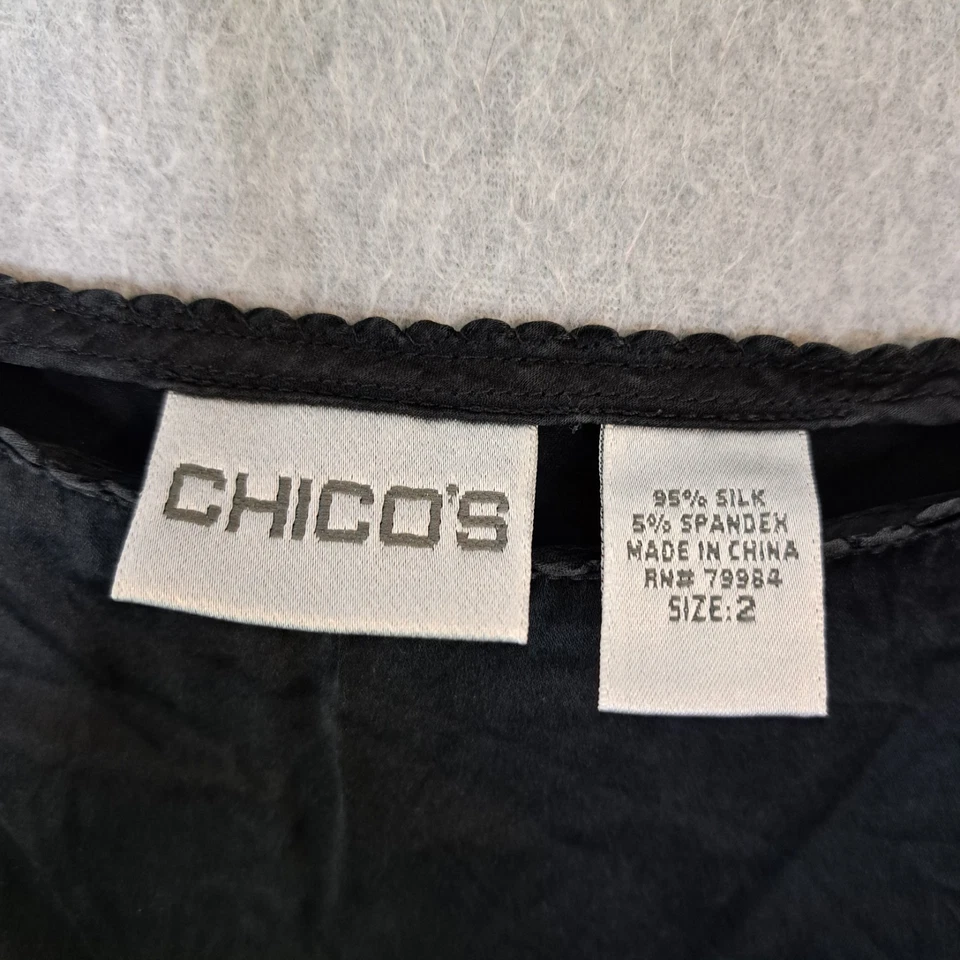 CHICO'S
95% SILK
5% SPANDEX
MADE IN CHINA
RN# 79984
SIZE: 2